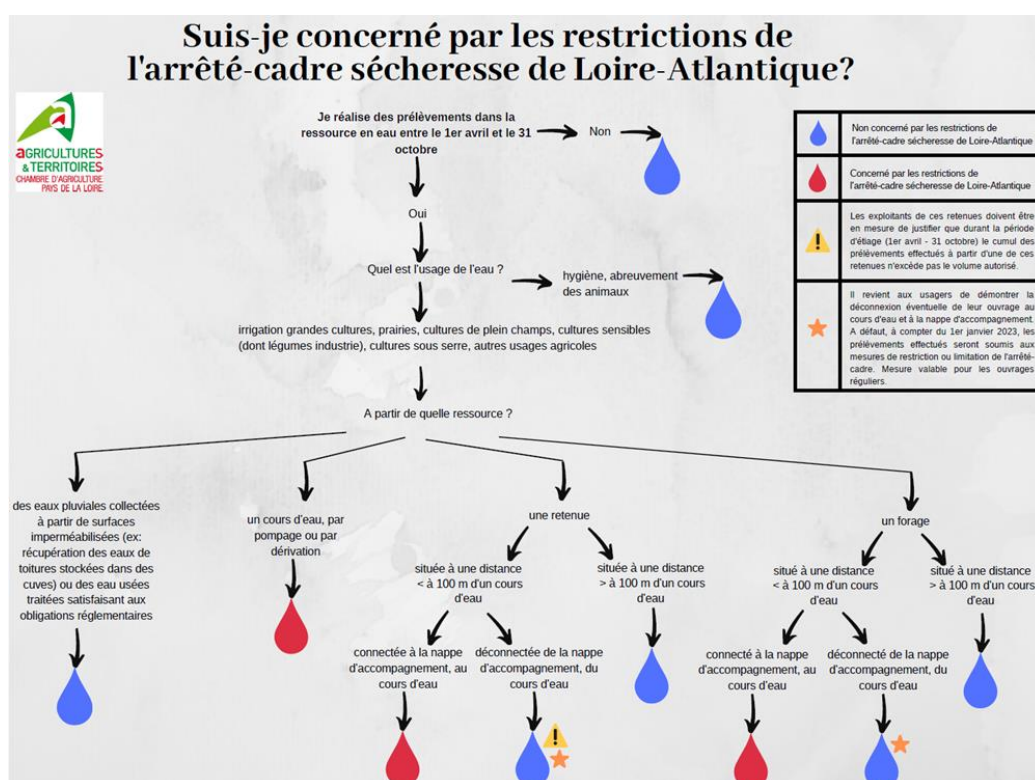 Suis-je concerné par les restrictions de
l'arrêté-cadre sécheresse de Loire-Atlantique?
aGRICULTURES
& TERRITOIRES
CHAMBRE D'AGRICULTURE
PAYS DE LA LOIRE
Je réalise des prélèvements dans la
ressource en eau entre le 1er avril et le 31
octobre
Non
Oui
Quel est l'usage de l'eau ?
hygiène, abreuvement
des animaux
irrigation grandes cultures, prairies, cultures de plein champs, cultures sensibles
(dont légumes industrie), cultures sous serre, autres usages agricoles
A partir de quelle ressource ?
Non concerné par les restrictions de
l'arrêté-cadre sécheresse de Loire-Atlantique
Concerné par les restrictions de
l'arrêté-cadre sécheresse de Loire-Atlantique
Les exploitants de ces retenues doivent être
en mesure de justifier que durant la période
d'étiage (1er avril - 31 octobre) le cumul des
prélèvements effectués à partir d'une de ces
retenues n'excède pas le volume autorisé.
Il revient aux usagers de démontrer la
déconnexion éventuelle de leur ouvrage au
cours d'eau et à la nappe d'accompagnement.
A défaut, à compter du 1er janvier 2023, les
prélèvements effectués seront soumis aux
mesures de restriction ou limitation de l'arrêté-
cadre. Mesure valable pour les ouvrages
réguliers.
des eaux pluviales collectées
à partir de surfaces
imperméabilisées (ex:
récupération des eaux de
toitures stockées dans des
cuves) ou des eau usées
traitées satisfaisant aux
obligations réglementaires
un cours d'eau, par
pompage ou par
dérivation
une retenue
située à une distance
< à 100 m d'un cours
d'eau
située à une distance
> à 100 m d'un cours
d'eau
connectée à la nappe
d'accompagnement, au
cours d'eau
déconnectée de la nappe
d'accompagnement, du
cours d'eau
un forage
situé à une distance
< à 100 m d'un cours
d'eau
situé à une distance
> à 100 m d'un cours
d'eau
connecté à la nappe
d'accompagnement, au
cours d'eau
déconnecté de la nappe
d'accompagnement, du
cours d'eau